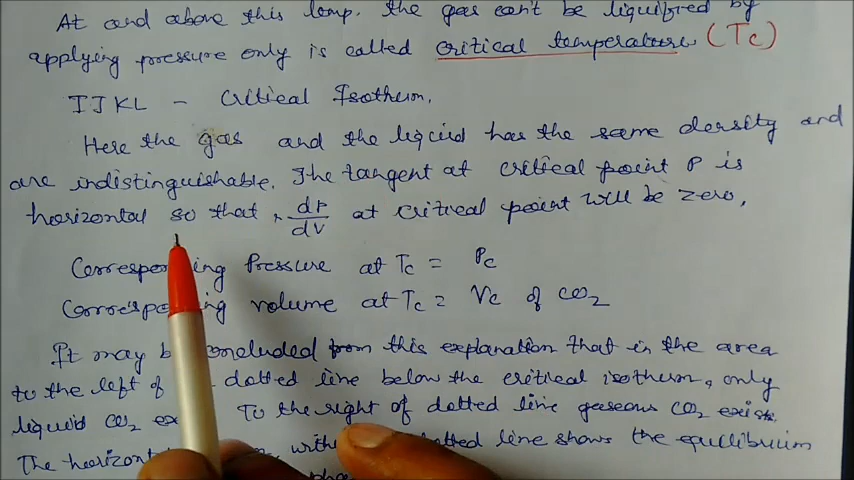 At and above this temp. the gas can't be liquified by
applying pressure only is called critical temperature (Tc)
IJKL - Critical Isotherm.
Here the gas and the liquid has the same density and
are indistinguishable. The tangent at critical point P is
horizontal so that, dP/dV at critical point will be zero,
Corresponding Pressure at Tc = Pc
Corresponding volume at Tc = Vc of CO2
It may be concluded from this explanation that in the area
to the left of dotted line below the critical isotherm, only
liquid CO2 To the right of dotted line gaseous CO2 exists.
The dotted line shows the equilibrium